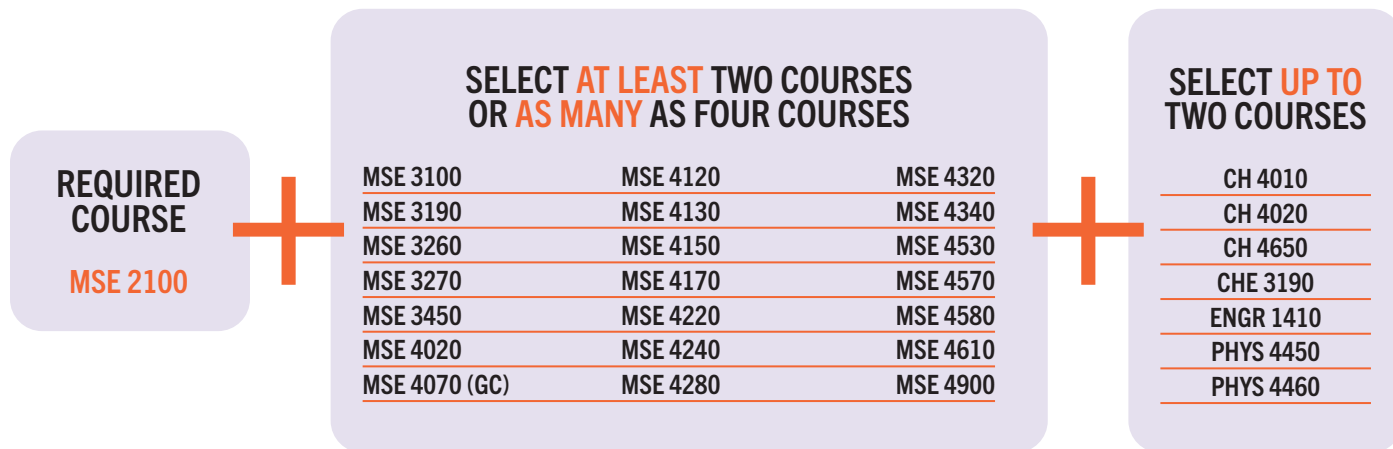 REQUIRED
COURSE
MSE 2100
SELECT AT LEAST TWO COURSES
OR AS MANY AS FOUR COURSES
MSE 3100 MSE 4120 MSE 4320
MSE 3190 MSE 4130 MSE 4340
MSE 3260 MSE 4150 MSE 4530
MSE 3270 MSE 4170 MSE 4570
MSE 3450 MSE 4220 MSE 4580
MSE 4020 MSE 4240 MSE 4610
MSE 4070 (GC) MSE 4280 MSE 4900
SELECT UP TO
TWO COURSES
CH 4010
CH 4020
CH 4650
CHE 3190
ENGR 1410
PHYS 4450
PHYS 4460